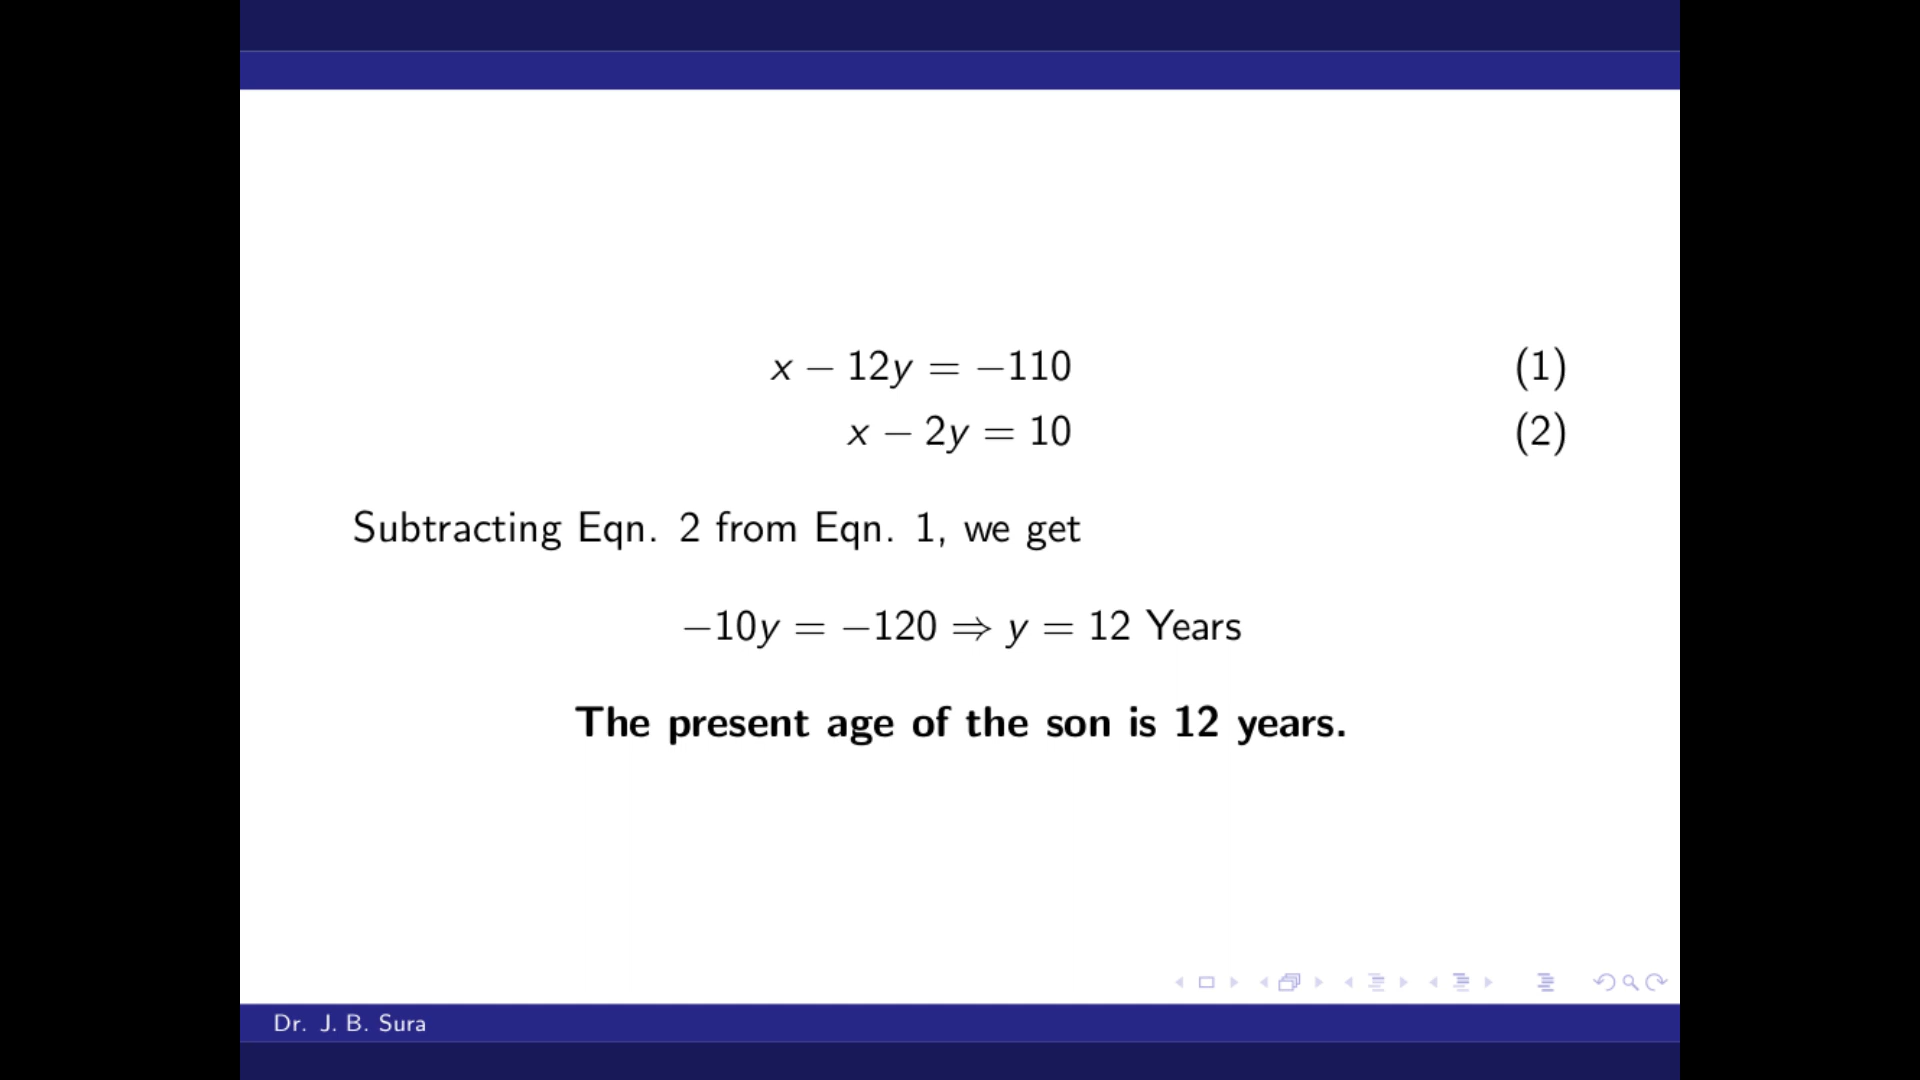 x − 12y = −110 (1)
x − 2y = 10 (2)
Subtracting Eqn. 2 from Eqn. 1, we get
−10y = −120 ⇒ y = 12 Years
The present age of the son is 12 years.
Dr. J. B. Sura